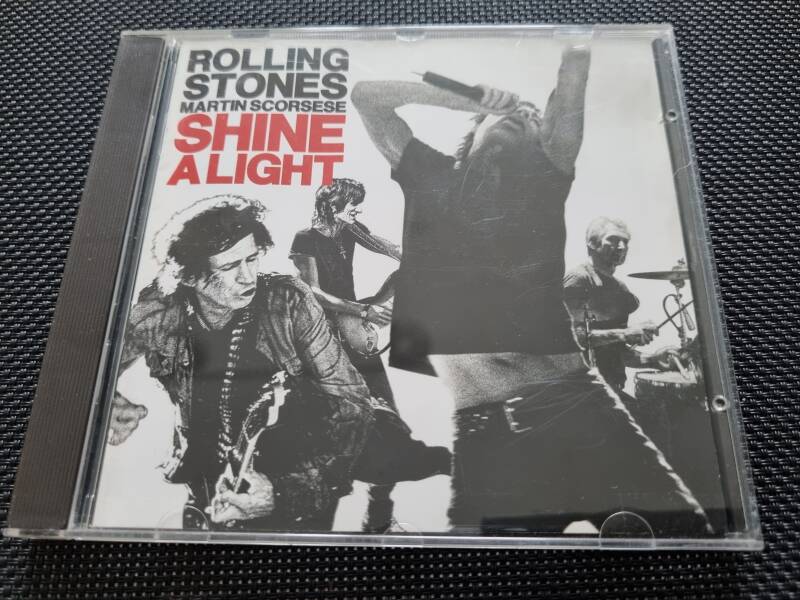 ROLLING
STONES
MARTIN SCORSESE
SHINE
A LIGHT